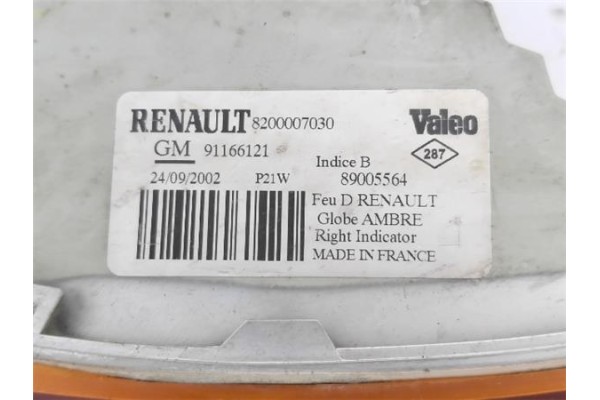 RENAULT 8200007030 Valeo
GM 91166121 287
Indice B
24/09/2002 P21W 89005564
Feu D RENAULT
Globe AMBRE
Right Indicator
MADE IN FRANCE